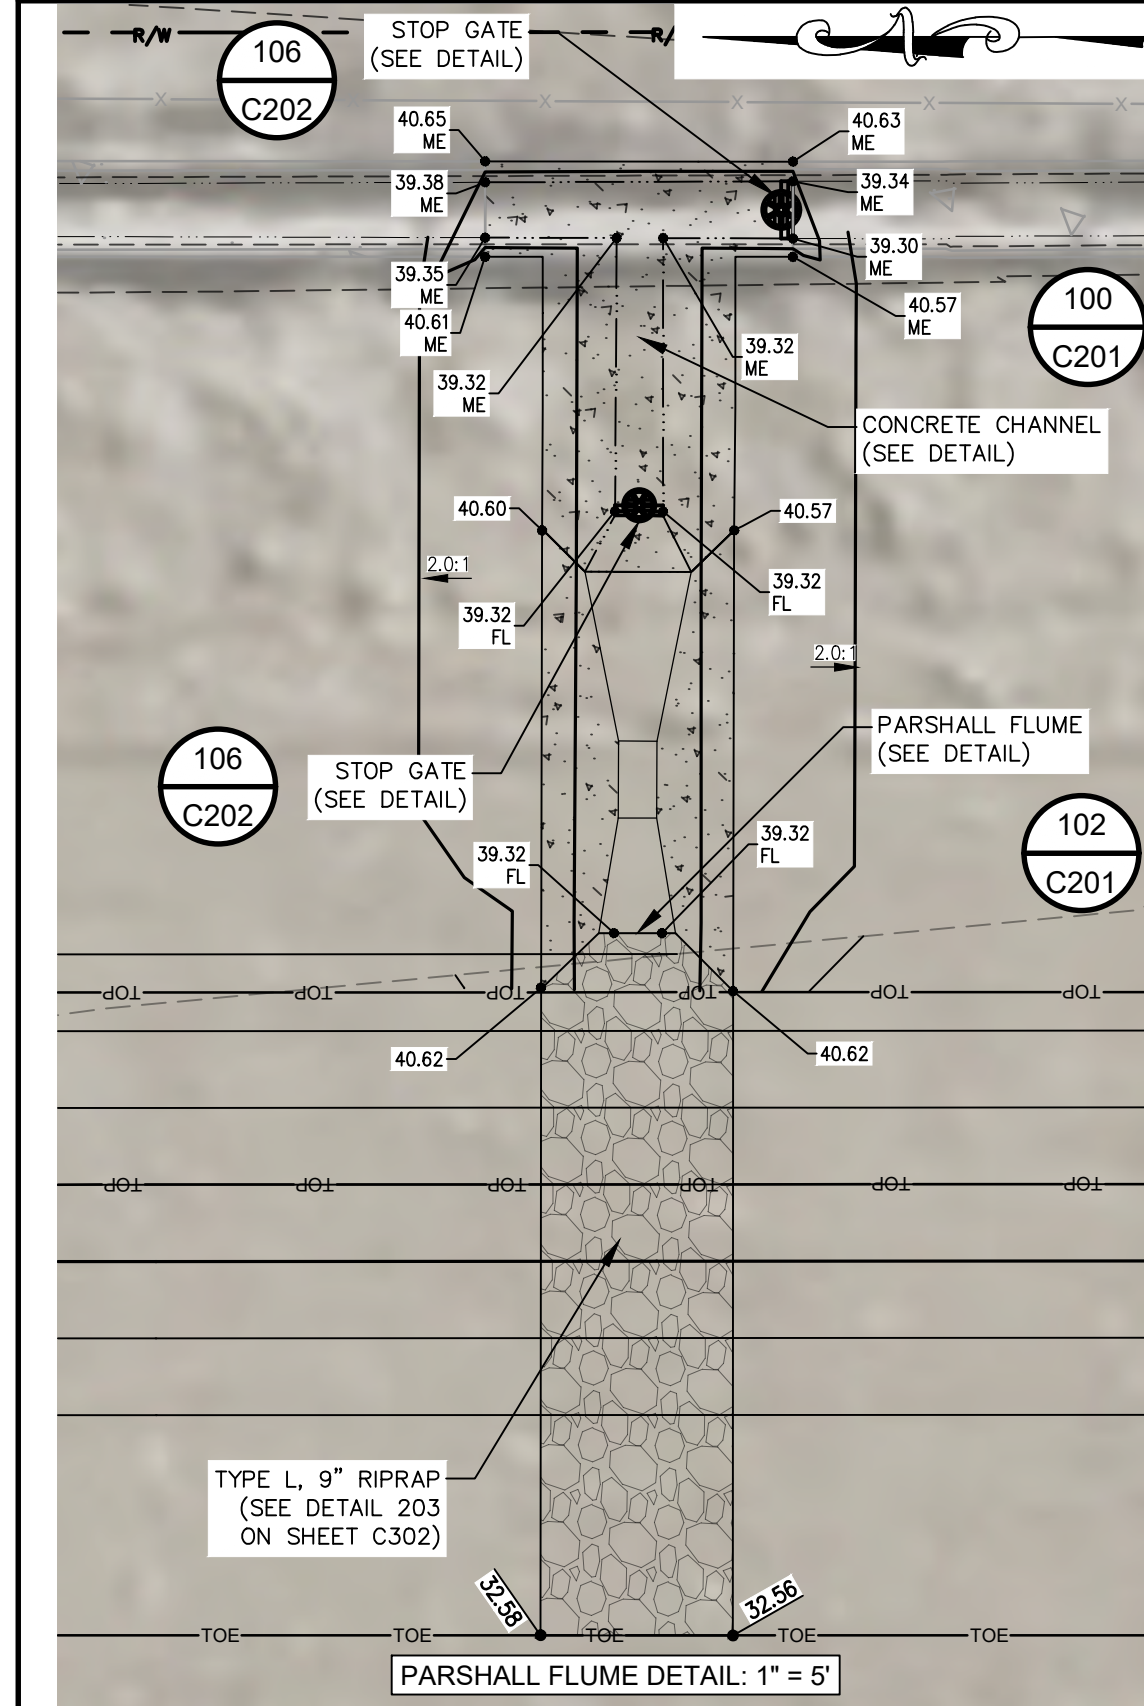 R/W
R/
STOP GATE
(SEE DETAIL)
106
C202
N
X
X
X
X
X
X
40.65
ME
40.63
ME
39.38
ME
39.34
ME
39.35
ME
39.30
ME
40.61
ME
40.57
ME
100
C201
39.32
ME
39.32
ME
CONCRETE CHANNEL
(SEE DETAIL)
40.60
40.57
2.0:1
39.32
FL
39.32
FL
2.0:1
106
C202
STOP GATE
(SEE DETAIL)
PARSHALL FLUME
(SEE DETAIL)
102
C201
39.32
FL
39.32
FL
TOP
TOP
TOP
TOP
TOP
TOP
40.62
40.62
TOP
TOP
TOP
TOP
TOP
TOP
TYPE L, 9" RIPRAP
(SEE DETAIL 203
ON SHEET C302)
32.58
32.56
TOE
TOE
TOE
TOE
TOE
PARSHALL FLUME DETAIL: 1" = 5'